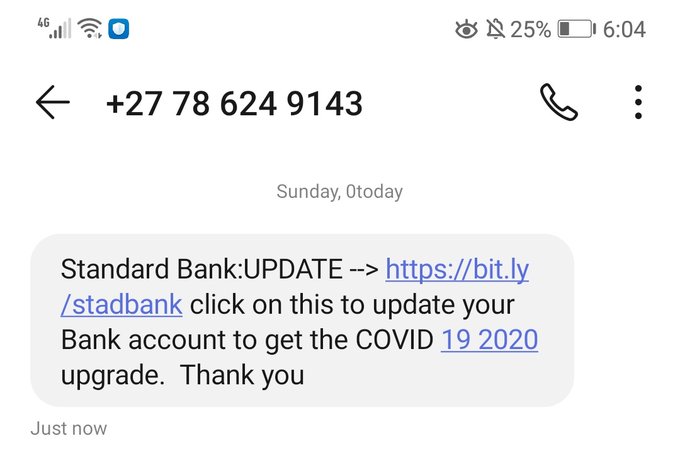 4G 25% 6:04
+27 78 624 9143
Sunday, 0today
Standard Bank:UPDATE --> https://bit.ly
/stadbank click on this to update your
Bank account to get the COVID 19 2020
upgrade.  Thank you
Just now